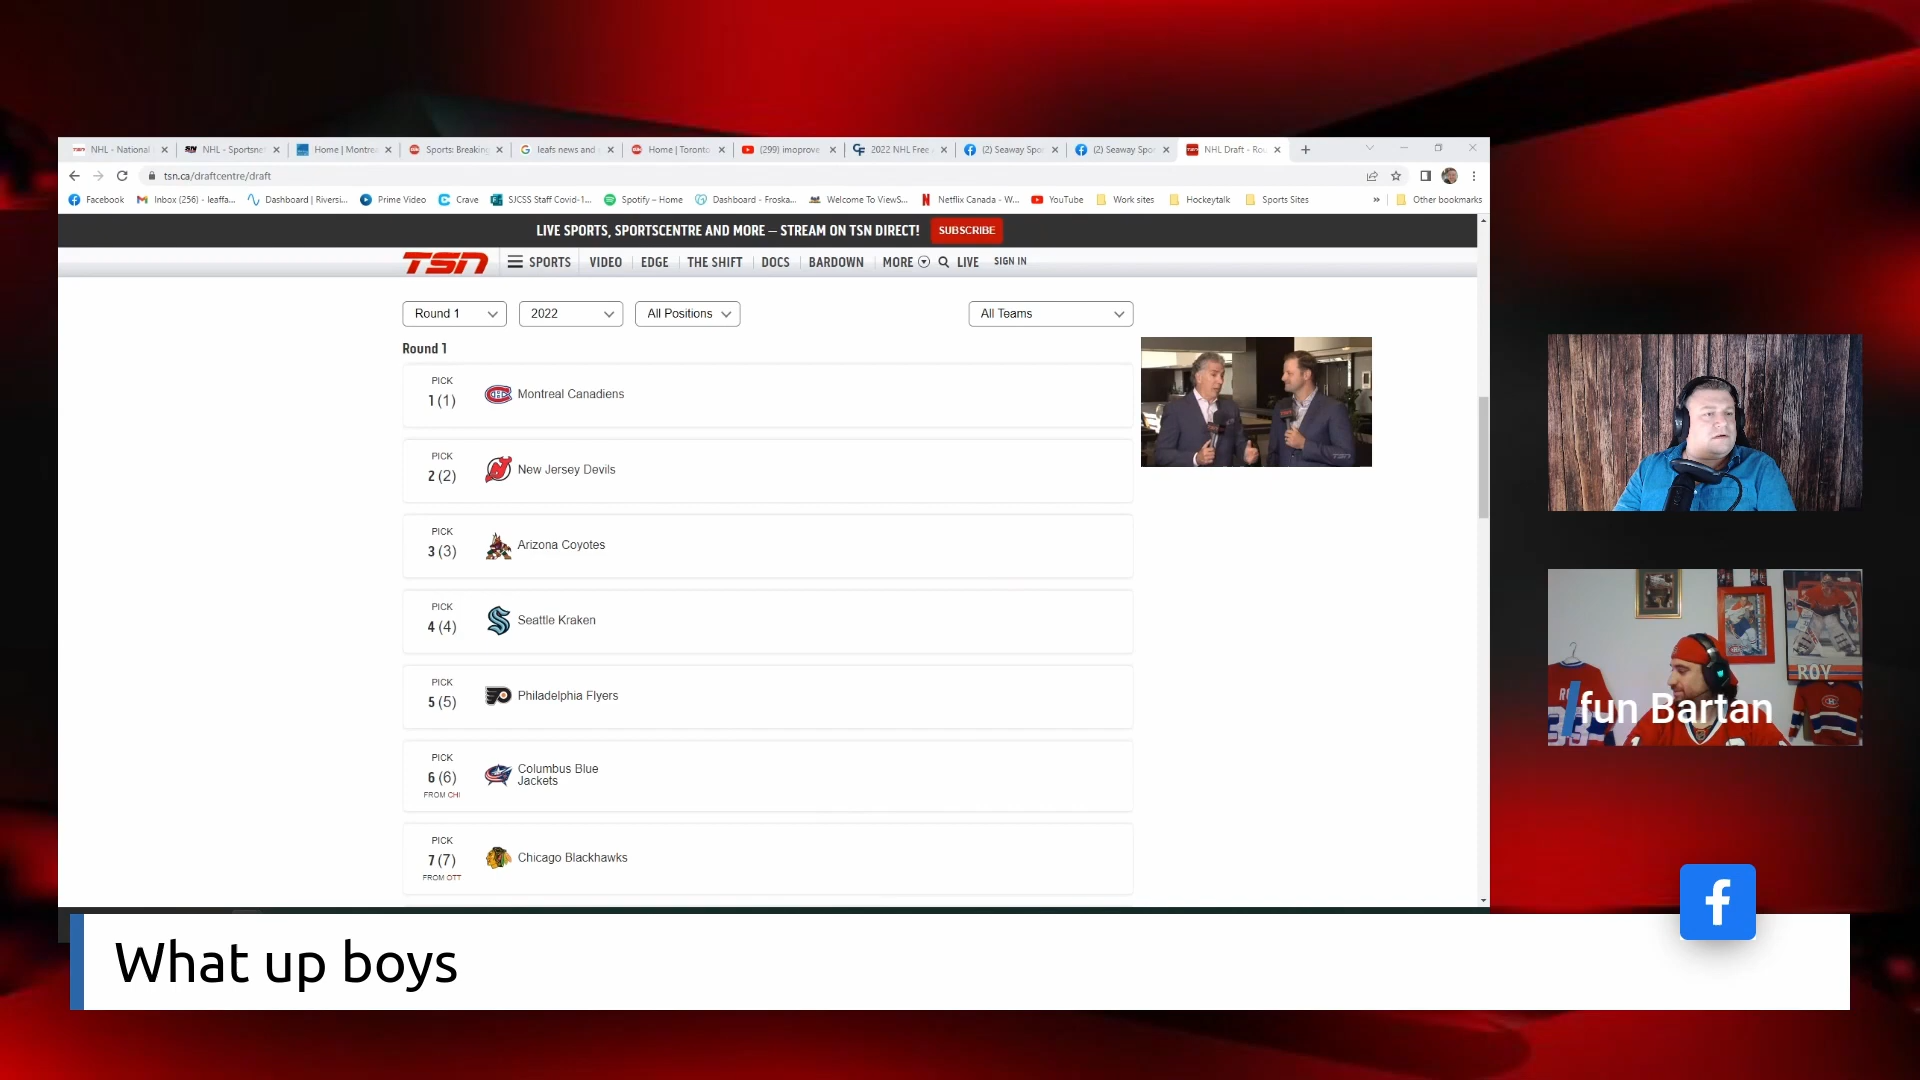 NHL - National
NHL - Sportsne
Home | Montre
Sports: Breaking
leafs news and
Home | Toronto
(299) imoprove
2022 NHL Free
(2) Seaway Spo
(2) Seaway Spo
NHL Draft - Ro
tsn.ca/draftcentre/draft
Facebook
Inbox (256) - leaffa...
Dashboard | Riversi...
Prime Video
Crave
SJCSS Staff Covid-1...
Spotify – Home
Dashboard - Froska...
Welcome To ViewS...
Netflix Canada - W...
YouTube
Work sites
Hockeytalk
Sports Sites
Other bookmarks
LIVE SPORTS, SPORTSCENTRE AND MORE – STREAM ON TSN DIRECT! SUBSCRIBE
TSN SPORTS VIDEO EDGE THE SHIFT DOCS BARDOWN MORE LIVE SIGN IN
Round 1 2022 All Positions All Teams
Round 1
PICK
1 (1) Montreal Canadiens
PICK
2 (2) New Jersey Devils
PICK
3 (3) Arizona Coyotes
PICK
4 (4) Seattle Kraken
PICK
5 (5) Philadelphia Flyers
PICK
6 (6) Columbus Blue
Jackets
FROM CHI
PICK
7 (7) Chicago Blackhawks
FROM OTT
ROY
fun Bartan
What up boys